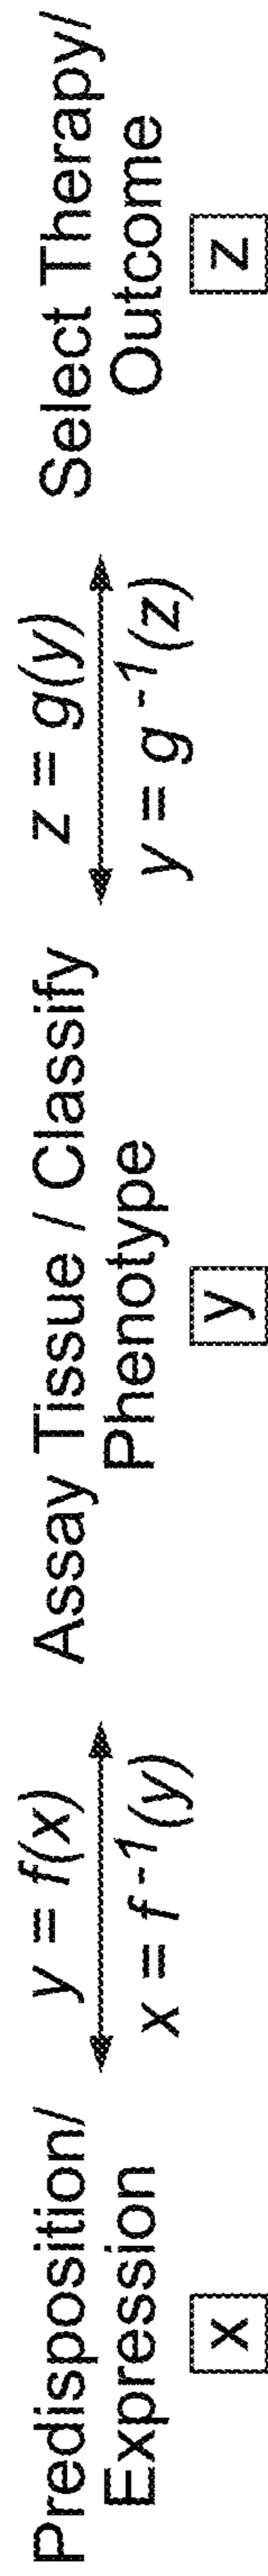 Predisposition/
Expression
x
y = f(x)
x = f -1(y)
Assay Tissue / Classify
Phenotype
y
z = g(y)
y = g -1(z)
Select Therapy/
Outcome
z